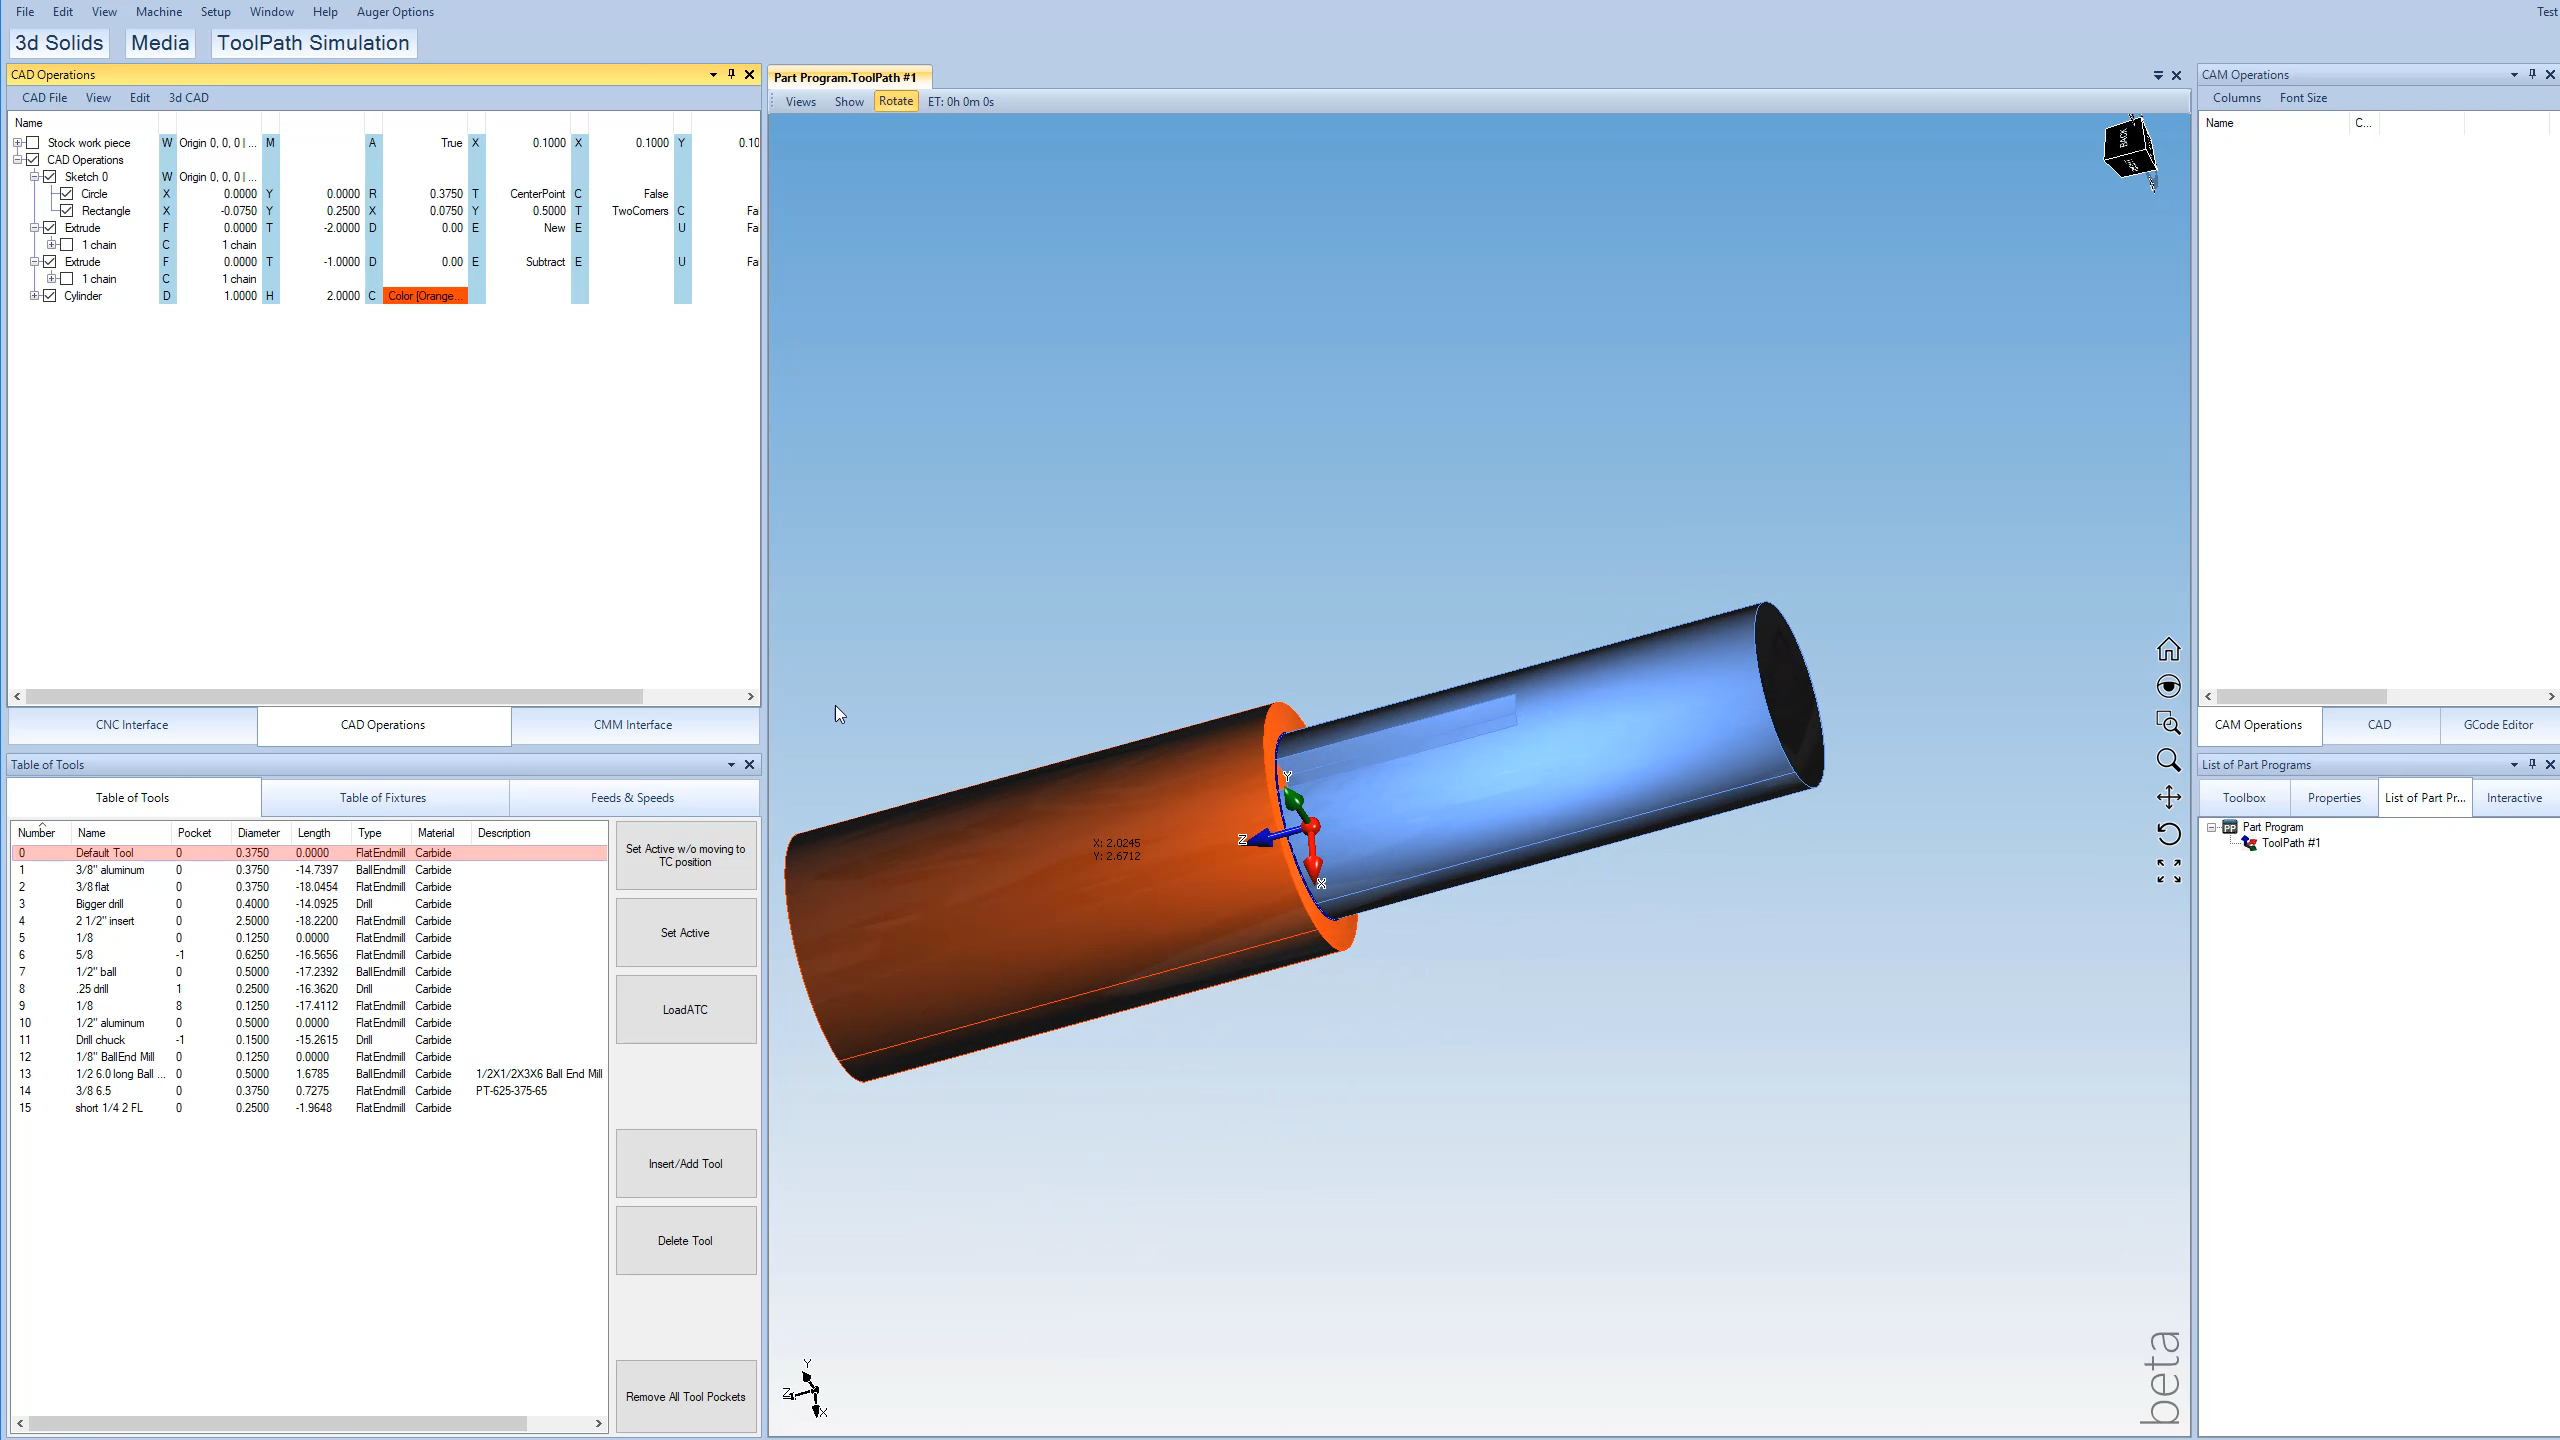 File Edit View Machine Setup Window Help Auger Options Test
3d Solids Media ToolPath Simulation
CAD Operations
CAD File View Edit 3d CAD
Name
Stock work piece W Origin 0, 0, 0 | ... M A True X 0.1000 X 0.1000 Y 0.10
CAD Operations
Sketch 0 W Origin 0, 0, 0 | ...
Circle X 0.0000 Y 0.0000 R 0.3750 T CenterPoint C False
Rectangle X -0.0750 Y 0.2500 X 0.0750 Y 0.5000 T TwoCorners C Fa
Extrude F 0.0000 T -2.0000 D 0.00 E New E U Fa
1 chain C 1 chain
Extrude F 0.0000 T -1.0000 D 0.00 E Subtract E U Fa
1 chain C 1 chain
Cylinder D 1.0000 H 2.0000 C Color [Orange...
CNC Interface CAD Operations CMM Interface
Table of Tools
Table of Tools Table of Fixtures Feeds & Speeds
Number Name Pocket Diameter Length Type Material Description
0 Default Tool 0 0.3750 0.0000 FlatEndmill Carbide
1 3/8" aluminum 0 0.3750 -14.7397 BallEndmill Carbide
2 3/8 flat 0 0.3750 -18.0454 FlatEndmill Carbide
3 Bigger drill 0 0.4000 -14.0925 Drill Carbide
4 2 1/2" insert 0 2.5000 -18.2200 FlatEndmill Carbide
5 1/8 0 0.1250 0.0000 FlatEndmill Carbide
6 5/8 -1 0.6250 -16.5656 FlatEndmill Carbide
7 1/2" ball 0 0.5000 -17.2392 BallEndmill Carbide
8 .25 drill 1 0.2500 -16.3620 Drill Carbide
9 1/8 8 0.1250 -17.4112 FlatEndmill Carbide
10 1/2" aluminum 0 0.5000 0.0000 FlatEndmill Carbide
11 Drill chuck -1 0.1500 -15.2615 Drill Carbide
12 1/8" BallEnd Mill 0 0.1250 0.0000 FlatEndmill Carbide
13 1/2 6.0 long Ball ... 0 0.5000 1.6785 BallEndmill Carbide 1/2X1/2X3X6 Ball End Mill
14 3/8 6.5 0 0.3750 0.7275 FlatEndmill Carbide PT-625-375-65
15 short 1/4 2 FL 0 0.2500 -1.9648 FlatEndmill Carbide
Set Active w/o moving to
TC position
Set Active
LoadATC
Insert/Add Tool
Delete Tool
Remove All Tool Pockets
Part Program.ToolPath #1
Views Show Rotate ET: 0h 0m 0s
BACK
Y
Z
X
X: 2.0245
Y: 2.6712
Y
Z
X
beta
CAM Operations
Columns Font Size
Name C...
CAM Operations CAD GCode Editor
List of Part Programs
Toolbox Properties List of Part Pr... Interactive
PP Part Program
ToolPath #1